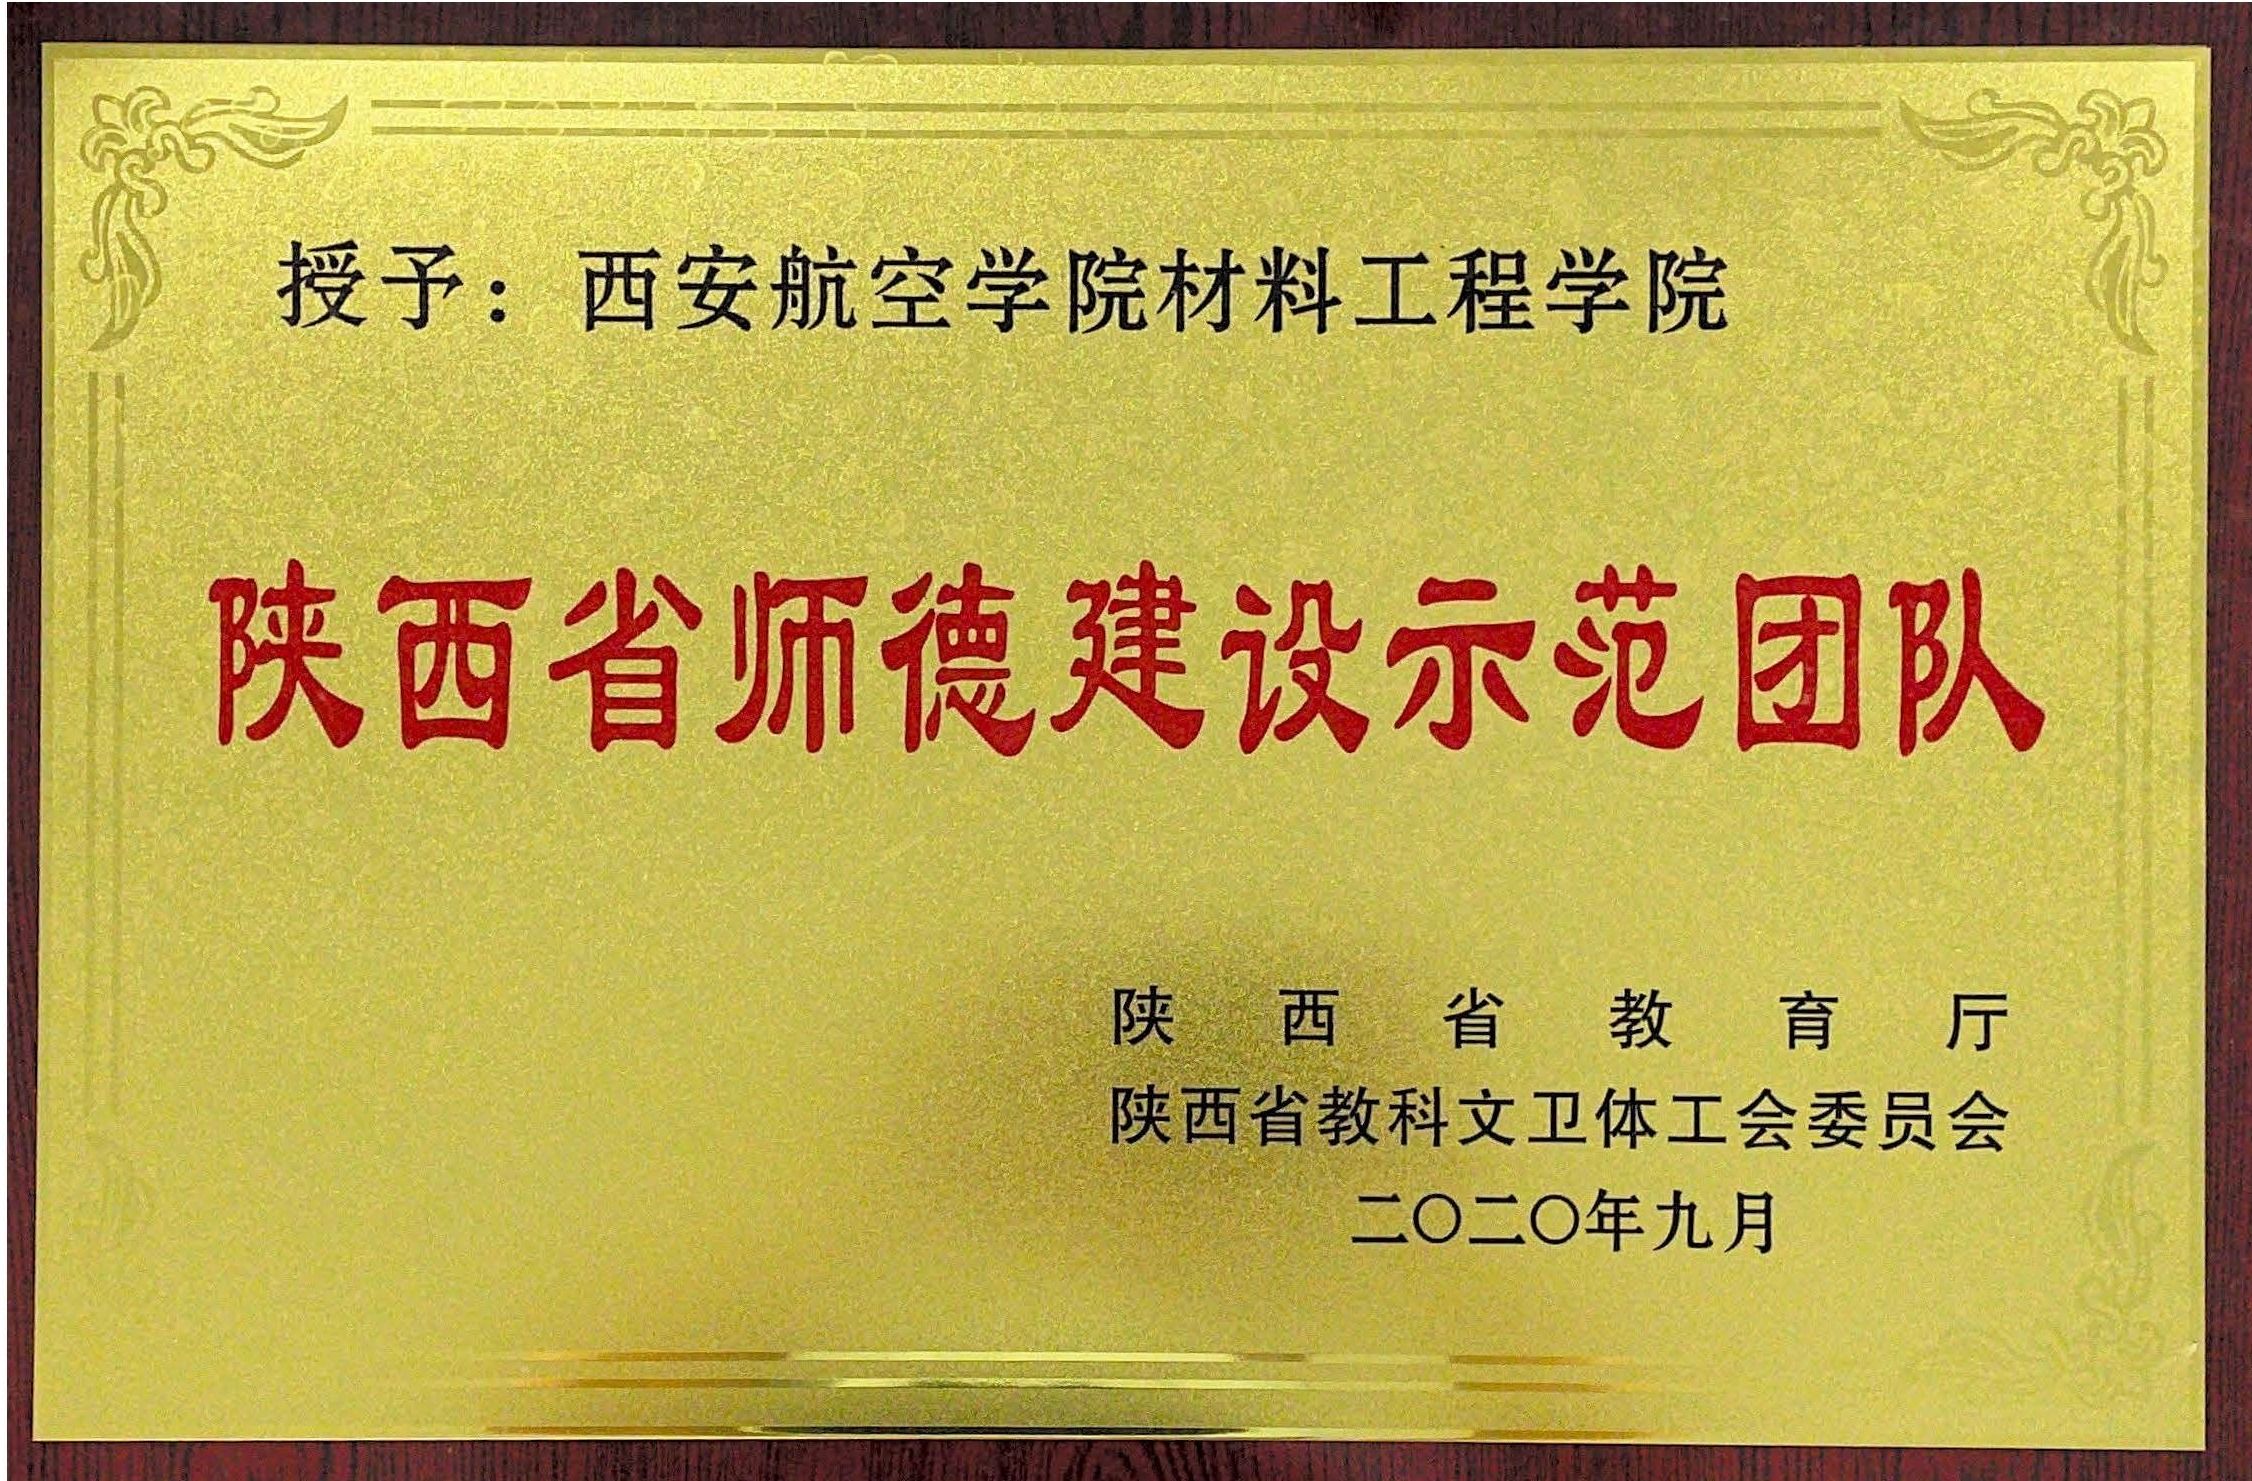 授予：西安航空学院材料工程学院
陕西省师德建设示范团队
陕西省教育厅
陕西省教科文卫体工会委员会
二〇二〇年九月